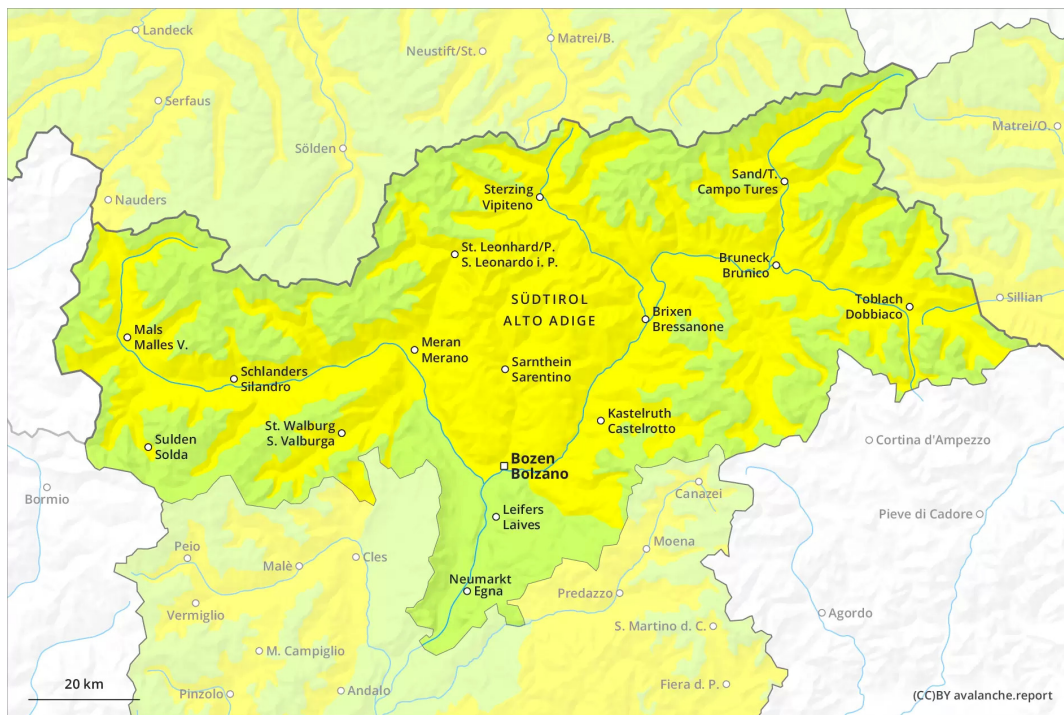 Landeck
Neustift/St.
Matrei/B.
Serfaus
Matrei/O.
Sölden
Sand/T.
Campo Tures
Nauders
Sterzing
Vipiteno
St. Leonhard/P.
S. Leonardo i. P.
Bruneck
Brunico
SÜDTIROL
ALTO ADIGE
Toblach
Dobbiaco
Sillian
Brixen
Bressanone
Mals
Malles V.
Meran
Merano
Schlanders
Silandro
Sarnthein
Sarentino
Kastelruth
Castelrotto
St. Walburg
S. Valburga
Sulden
Solda
Cortina d'Ampezzo
Bozen
Bolzano
Bormio
Canazei
Leifers
Laives
Pieve di Cadore
Moena
Peio
Cles
Malè
Neumarkt
Egna
Predazzo
Vermiglio
Agordo
S. Martino d. C.
M. Campiglio
20 km
Pinzolo
Andalo
Fiera d. P.
(CC)BY avalanche.report